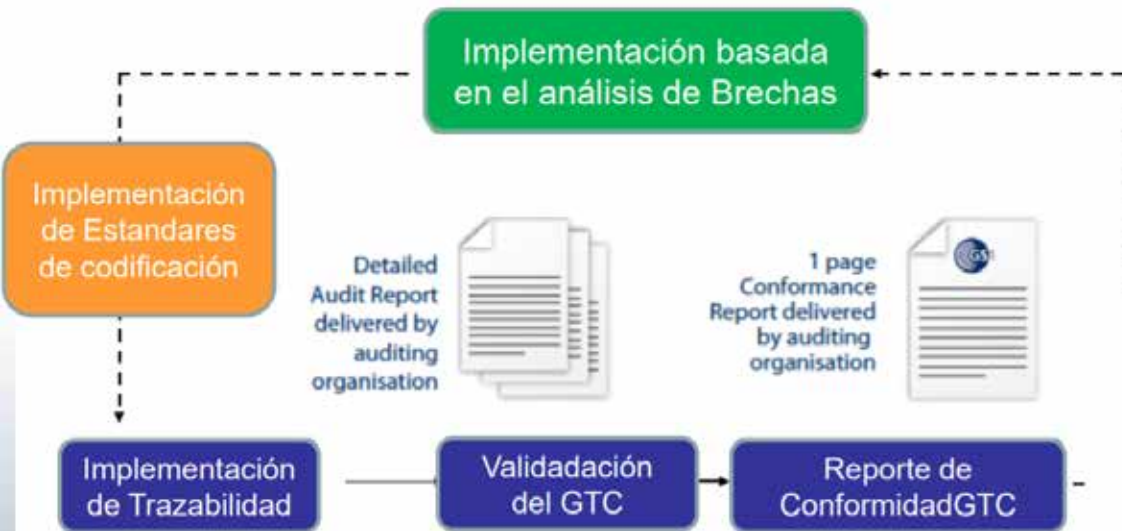 Implementación basada
en el análisis de Brechas
Implementación
de Estandares
de codificación
Detailed
Audit Report
delivered by
auditing
organisation
1 page
Conformance
Report delivered
by auditing
organisation
GS1
Implementación
de Trazabilidad
Validadación
del GTC
Reporte de
ConformidadGTC